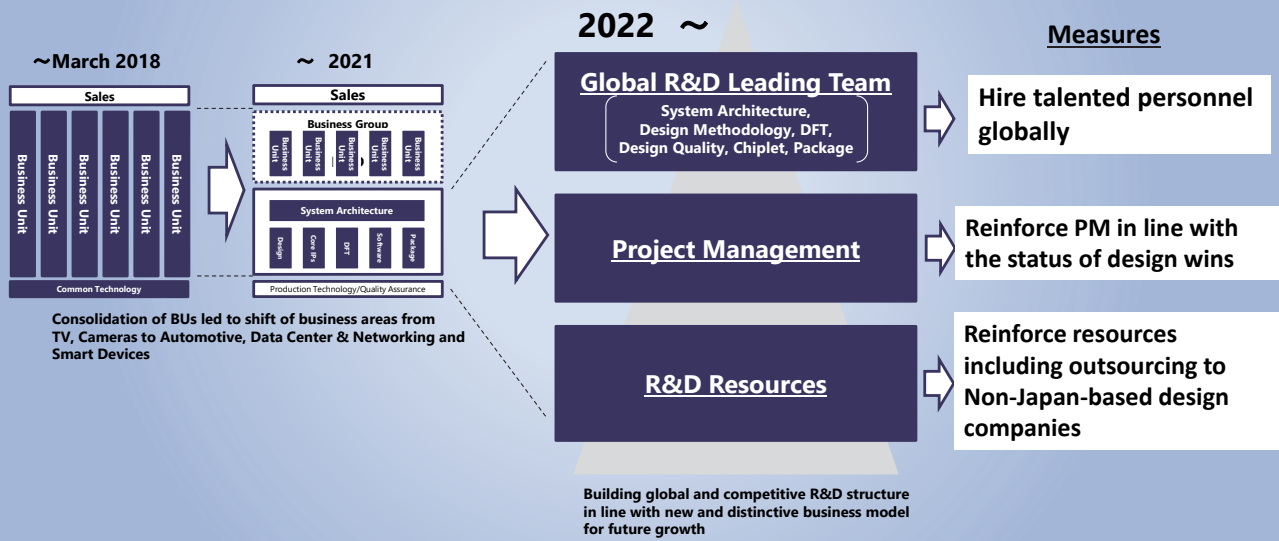 2022 ～
Measures
～March 2018
～ 2021
Sales
Business Unit
Business Unit
Business Unit
Business Unit
Business Unit
Business Unit
Common Technology
Sales
Business Group
Business Unit
Business Unit
Business Unit
Business Unit
Business Unit
System Architecture
Design
Core IPs
DFT
Software
Package
Production Technology/Quality Assurance
Consolidation of BUs led to shift of business areas from
TV, Cameras to Automotive, Data Center & Networking and
Smart Devices
Global R&D Leading Team
System Architecture,
Design Methodology, DFT,
Design Quality, Chiplet, Package
Hire talented personnel
globally
Project Management
Reinforce PM in line with
the status of design wins
R&D Resources
Reinforce resources
including outsourcing to
Non-Japan-based design
companies
Building global and competitive R&D structure
in line with new and distinctive business model
for future growth